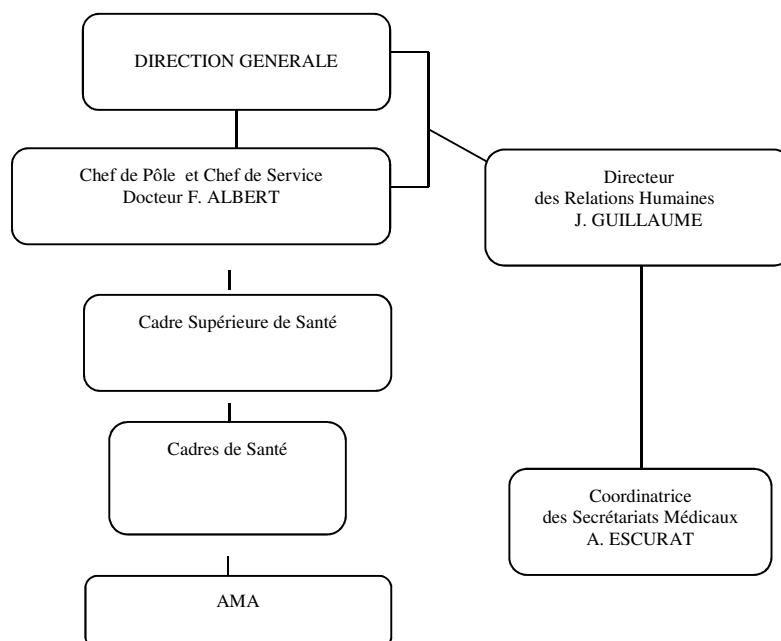 DIRECTION GENERALE
Chef de Pôle et Chef de Service
Docteur F. ALBERT
Directeur
des Relations Humaines
J. GUILLAUME
Cadre Supérieure de Santé
Cadres de Santé
Coordinatrice
des Secrétariats Médicaux
A. ESCURAT
AMA